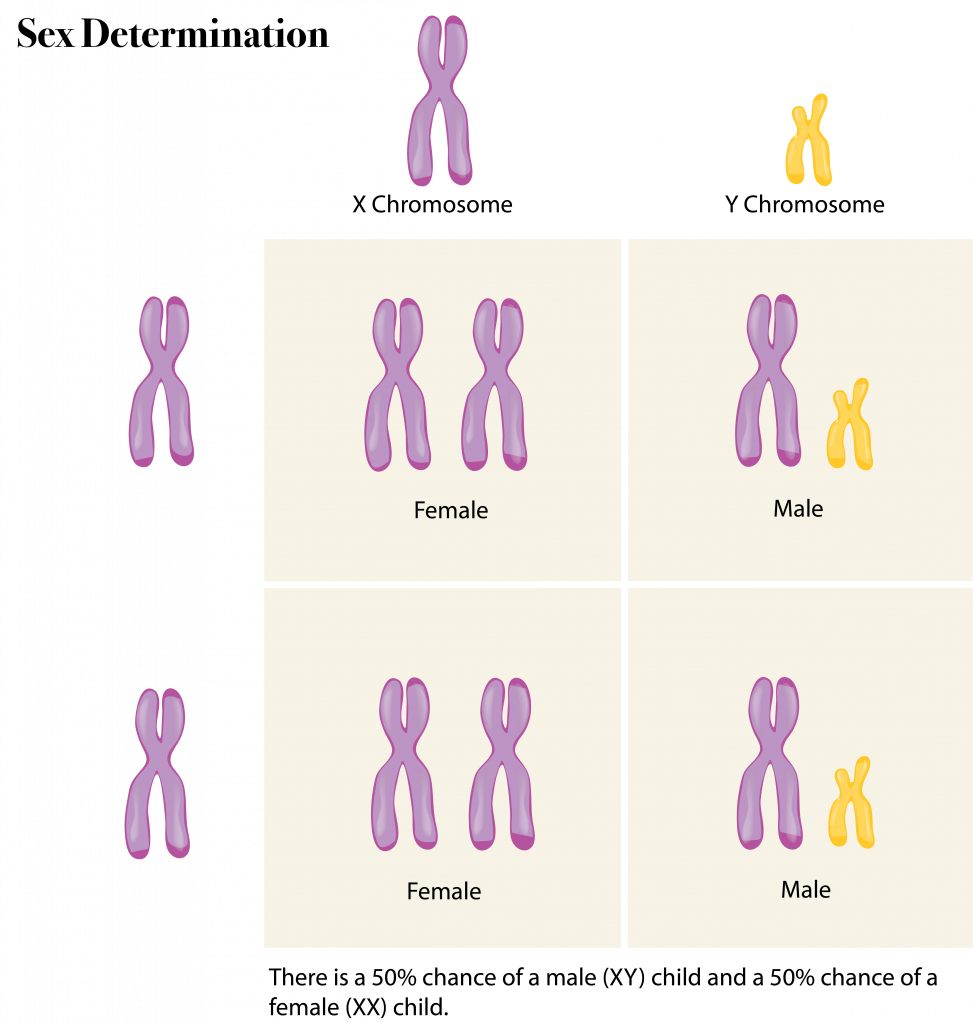 Sex Determination
X Chromosome
Y Chromosome
Female
Male
Female
Male
There is a 50% chance of a male (XY) child and a 50% chance of a
female (XX) child.